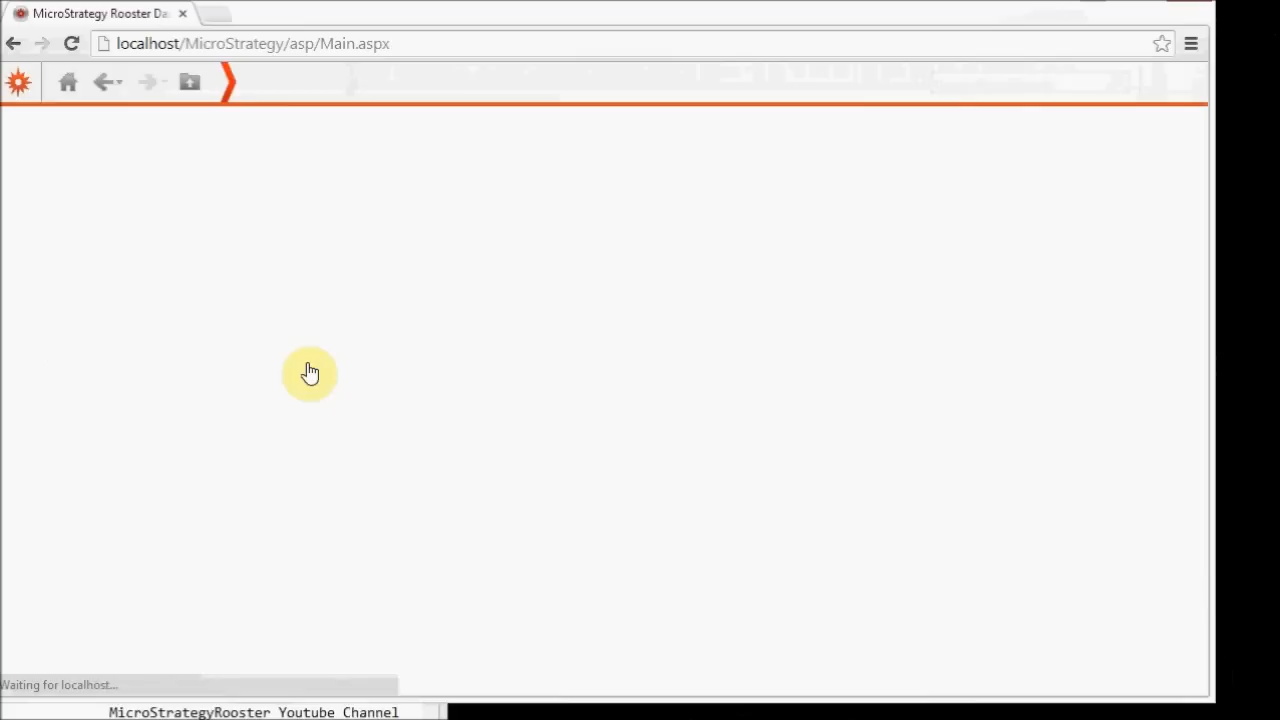 MicroStrategy Rooster Da
localhost/MicroStrategy/asp/Main.aspx
Waiting for localhost...
MicroStrategyRooster Youtube Channel